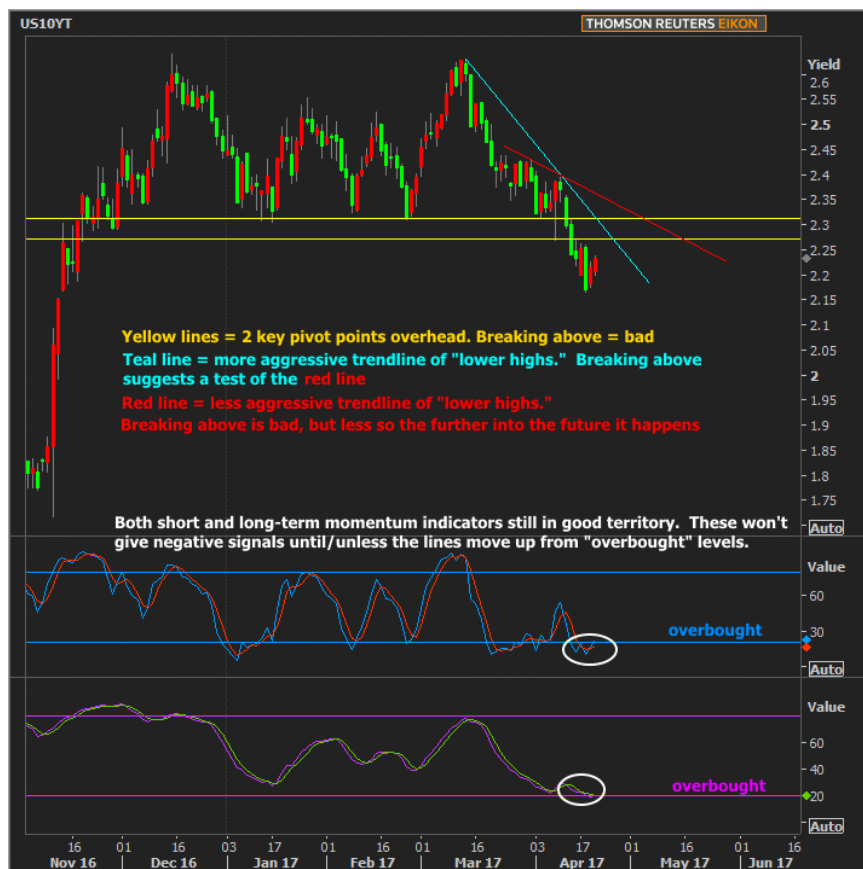 US10YT
THOMSON REUTERS EIKON
Yield
2.6
2.55
2.5
2.45
2.4
2.35
2.3
2.25
2.2
2.15
2.1
2.05
2
1.95
1.9
1.85
1.8
1.75
Auto
Yellow lines = 2 key pivot points overhead. Breaking above = bad
Teal line = more aggressive trendline of "lower highs." Breaking above
suggests a test of the red line
Red line = less aggressive trendline of "lower highs."
Breaking above is bad, but less so the further into the future it happens
Both short and long-term momentum indicators still in good territory. These won't
give negative signals until/unless the lines move up from "overbought" levels.
Value
60
30
overbought
Auto
Value
60
40
20
overbought
Auto
16 01 16 03 17 01 16 01 16 03 17 01 16 01 16
Nov 16 Dec 16 Jan 17 Feb 17 Mar 17 Apr 17 May 17 Jun 17